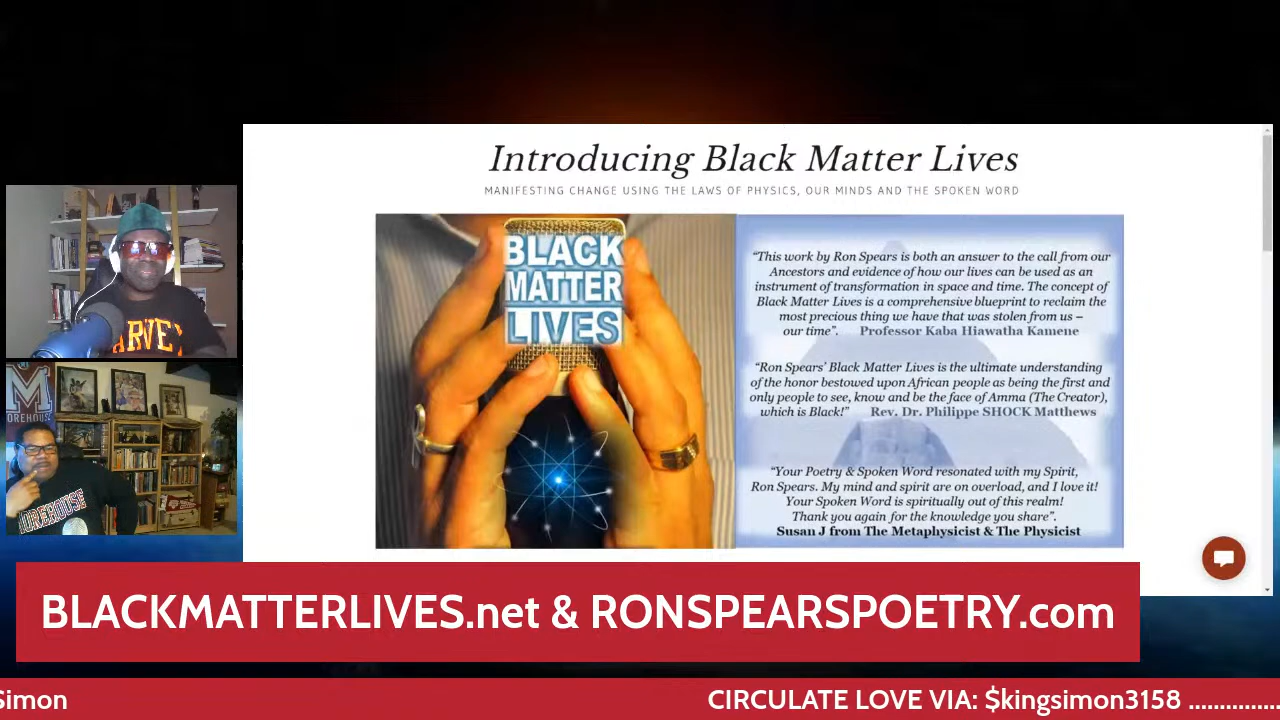 Introducing Black Matter Lives
MANIFESTING CHANGE USING THE LAWS OF PHYSICS, OUR MINDS AND THE SPOKEN WORD
BLACK
MATTER
LIVES
“This work by Ron Spears is both an answer to the call from our
Ancestors and evidence of how our lives can be used as an
instrument of transformation in space and time. The concept of
Black Matter Lives is a comprehensive blueprint to reclaim the
most precious thing we have that was stolen from us –
our time”. Professor Kaba Hiawatha Kamene
“Ron Spears’ Black Matter Lives is the ultimate understanding
of the honor bestowed upon African people as being the first and
only people to see, know and be the face of Amma (The Creator),
which is Black!” Rev. Dr. Philippe SHOCK Matthews
“Your Poetry & Spoken Word resonated with my Spirit,
Ron Spears. My mind and spirit are on overload, and I love it!
Your Spoken Word is spiritually out of this realm!
Thank you again for the knowledge you share”.
Susan J from The Metaphysicist & The Physicist
ARVEY
M
MOREHOUSE
OREHOUSE
BLACKMATTERLIVES.net & RONSPEARSPOETRY.com
Simon CIRCULATE LOVE VIA: $kingsimon3158 ...............